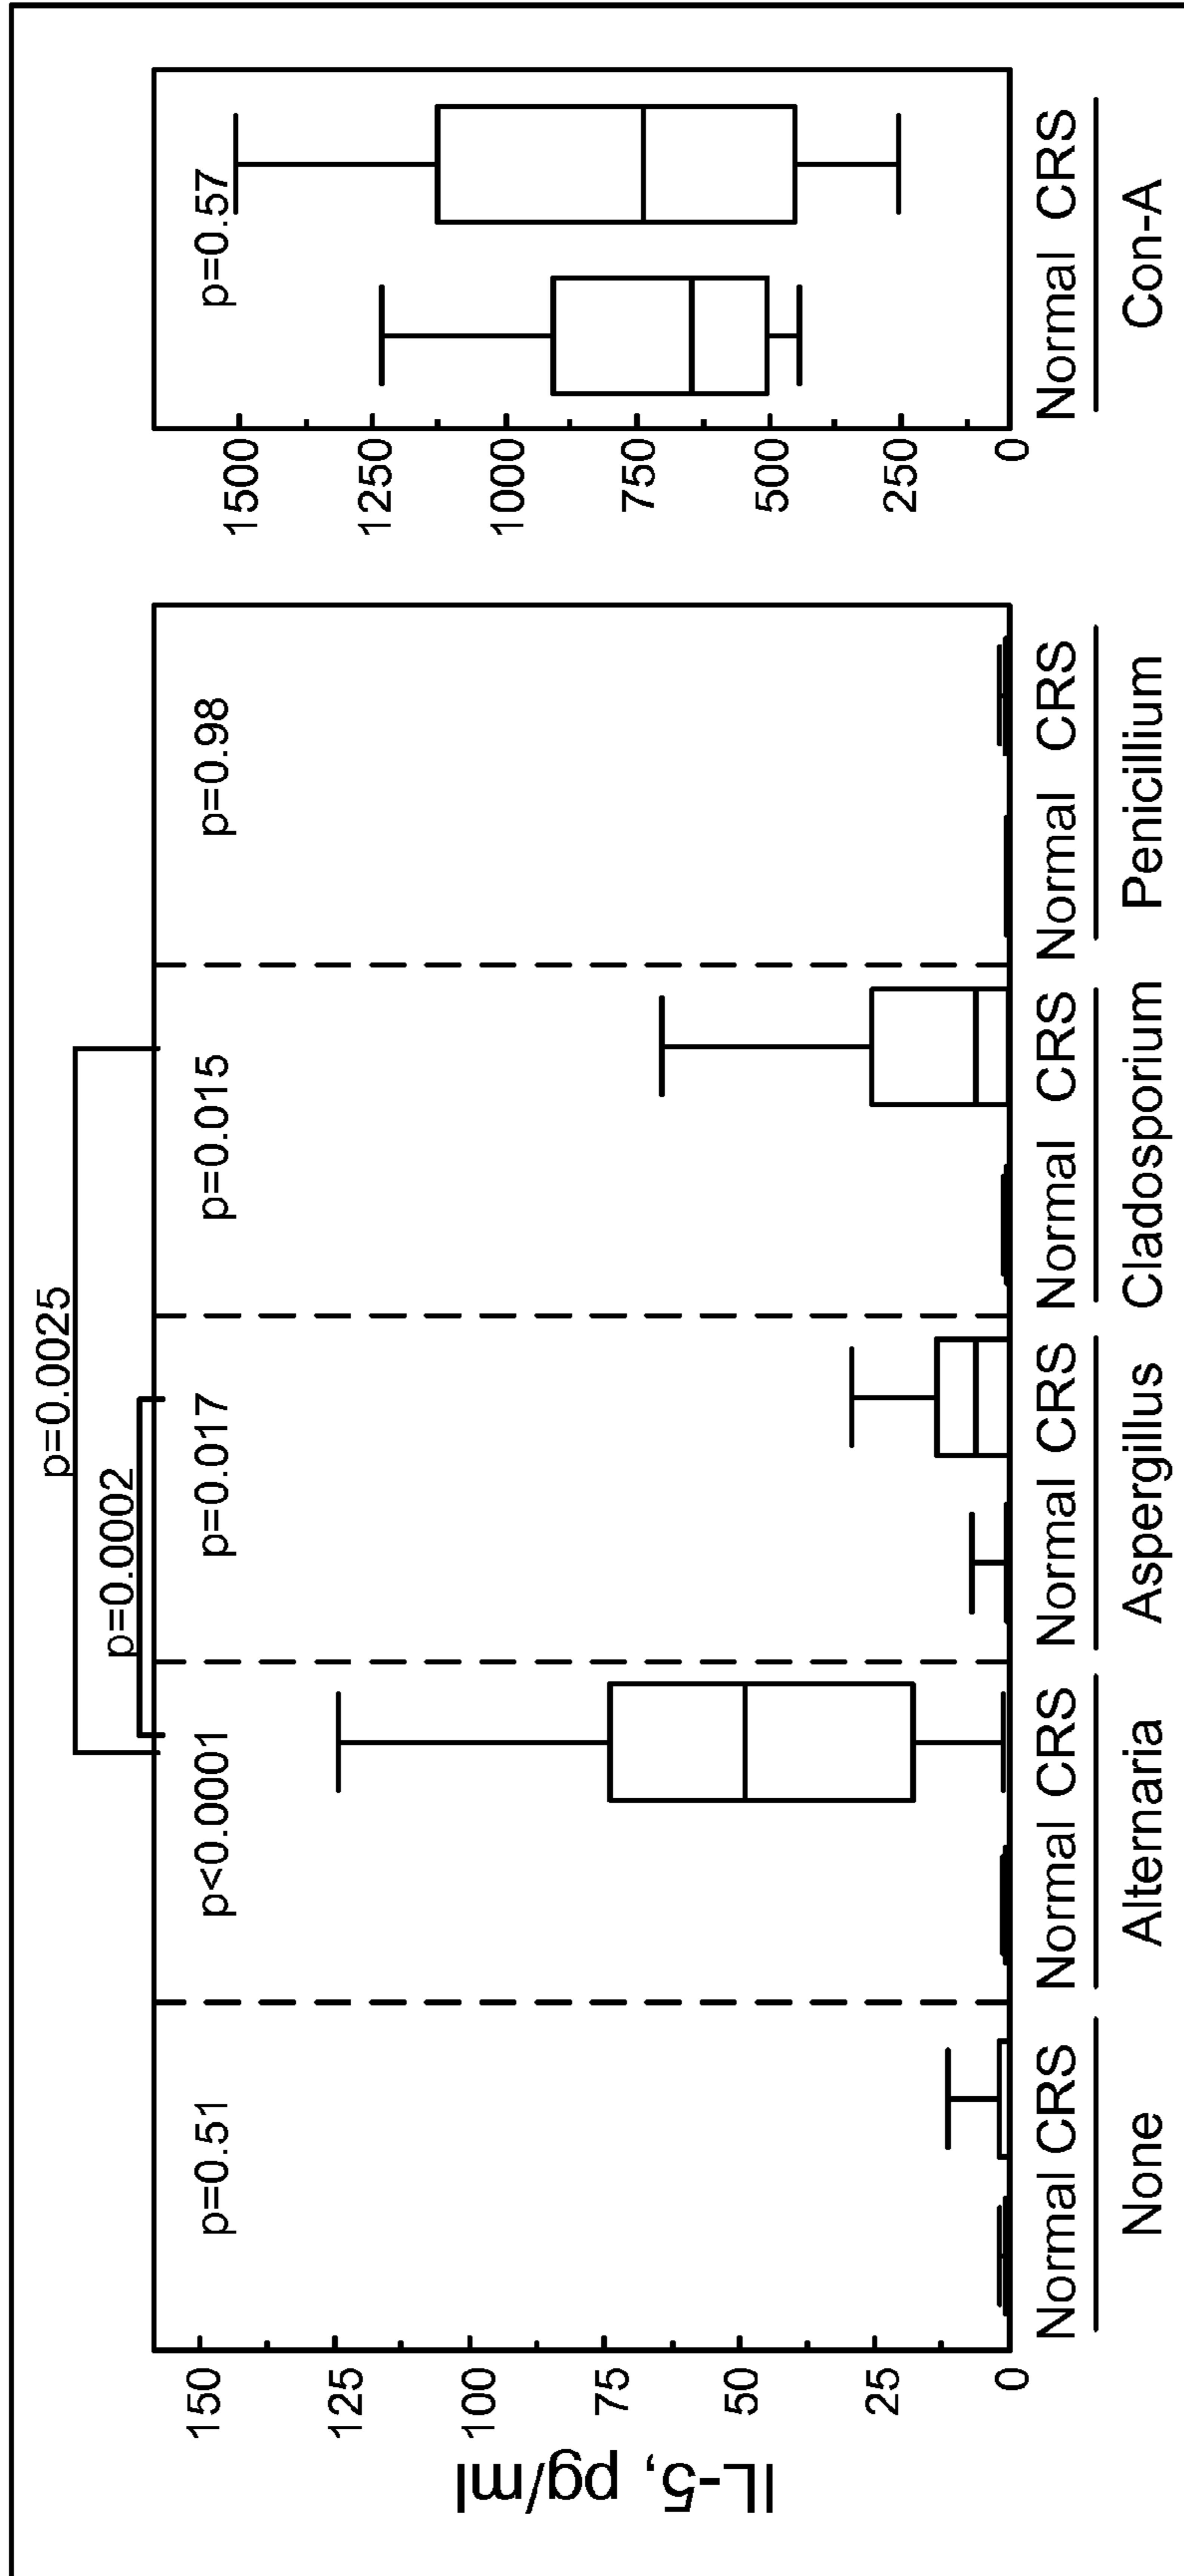 p=0.0025
p=0.0002
p=0.51 p<0.0001 p=0.017 p=0.015 p=0.98 p=0.57
IL-5, pg/ml
150
125
100
75
50
25
0
1500
1250
1000
750
500
250
0
Normal CRS Normal CRS Normal CRS Normal CRS Normal CRS Normal CRS
None Alternaria Aspergillus Cladosporium Penicillium Con-A